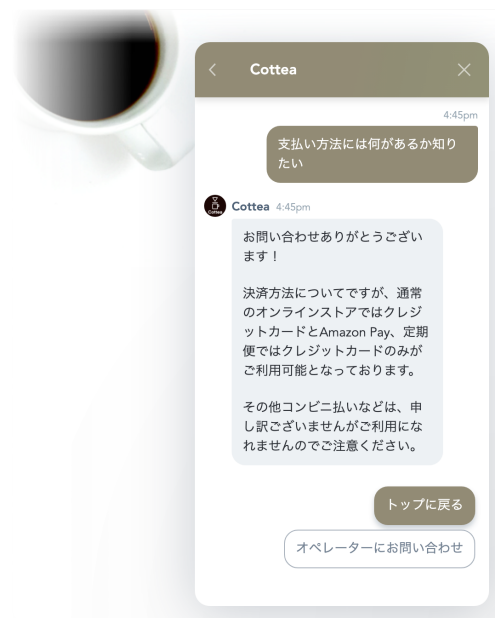 Cottea
4:45pm
支払い方法には何があるか知り
たい
Cottea
Cottea 4:45pm
お問い合わせありがとうござい
ます！
決済方法についてですが、通常
のオンラインストアではクレジ
ットカードとAmazon Pay、定期
便ではクレジットカードのみが
ご利用可能となっております。
その他コンビニ払いなどは、申
し訳ございませんがご利用にな
れませんのでご注意ください。
トップに戻る
オペレーターにお問い合わせ